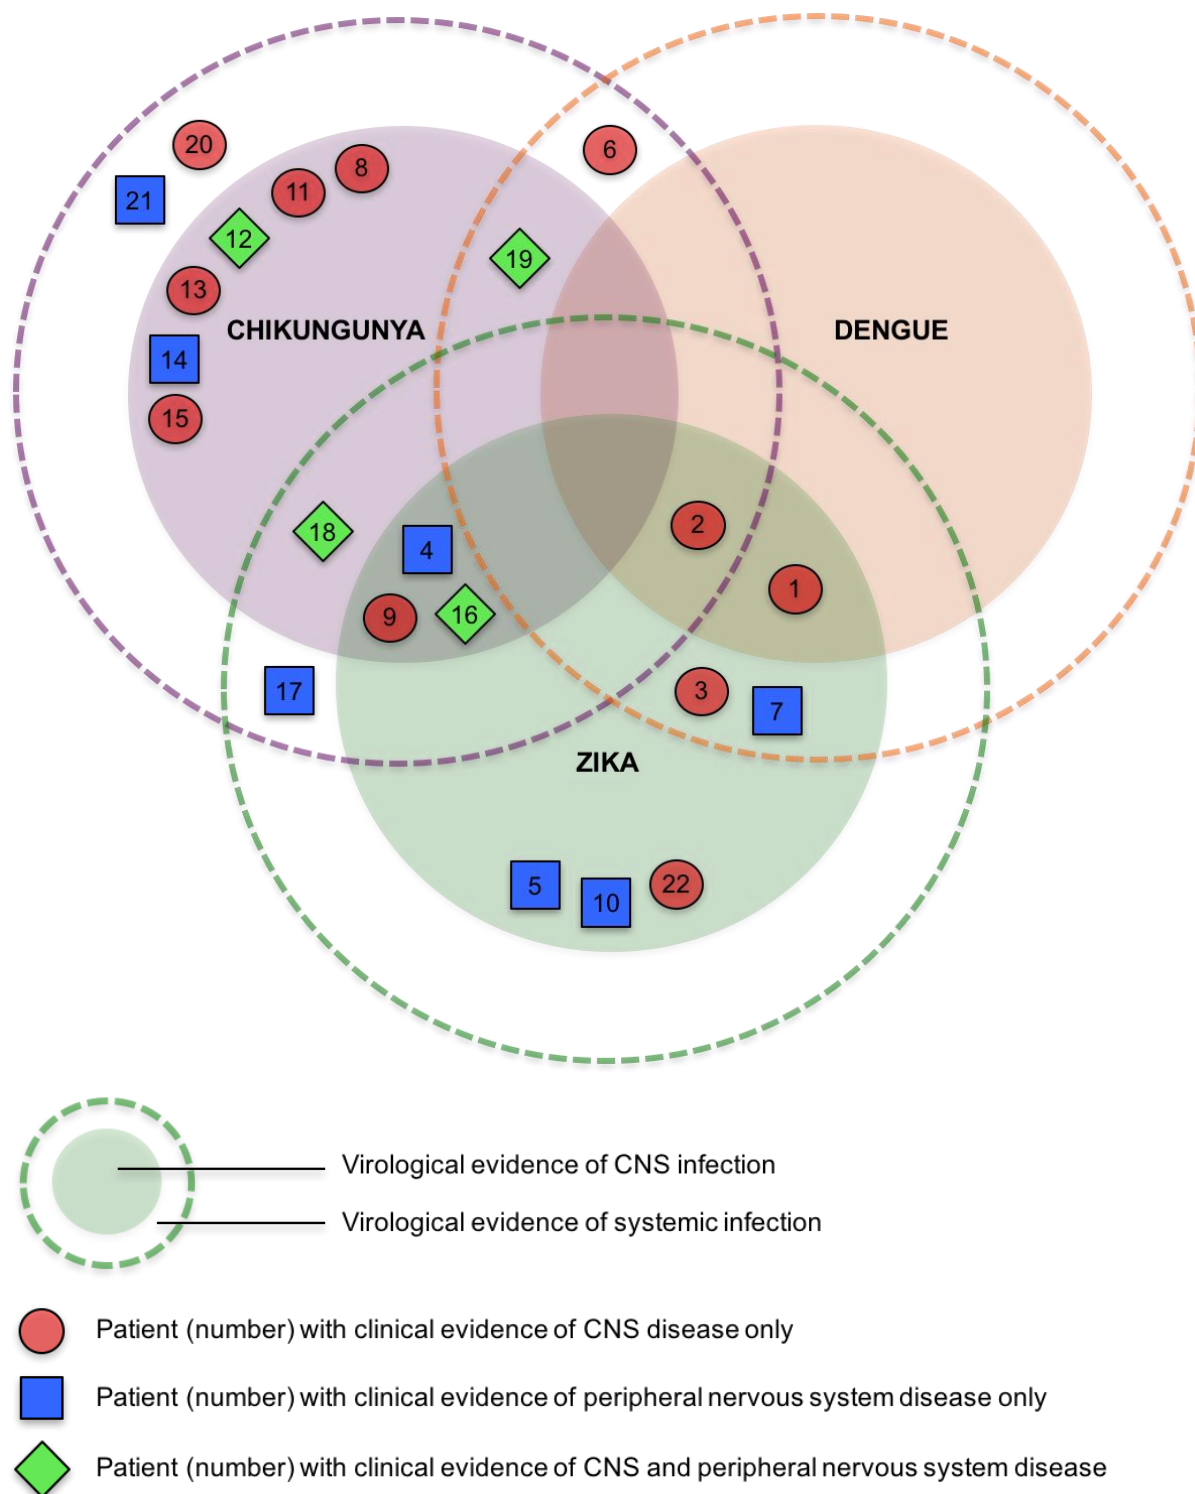 20
6
8
11
21
12
19
13
CHIKUNGUNYA
DENGUE
14
15
2
18
4
1
9
16
17
3
7
ZIKA
5
10
22
Virological evidence of CNS infection
Virological evidence of systemic infection
Patient (number) with clinical evidence of CNS disease only
Patient (number) with clinical evidence of peripheral nervous system disease only
Patient (number) with clinical evidence of CNS and peripheral nervous system disease